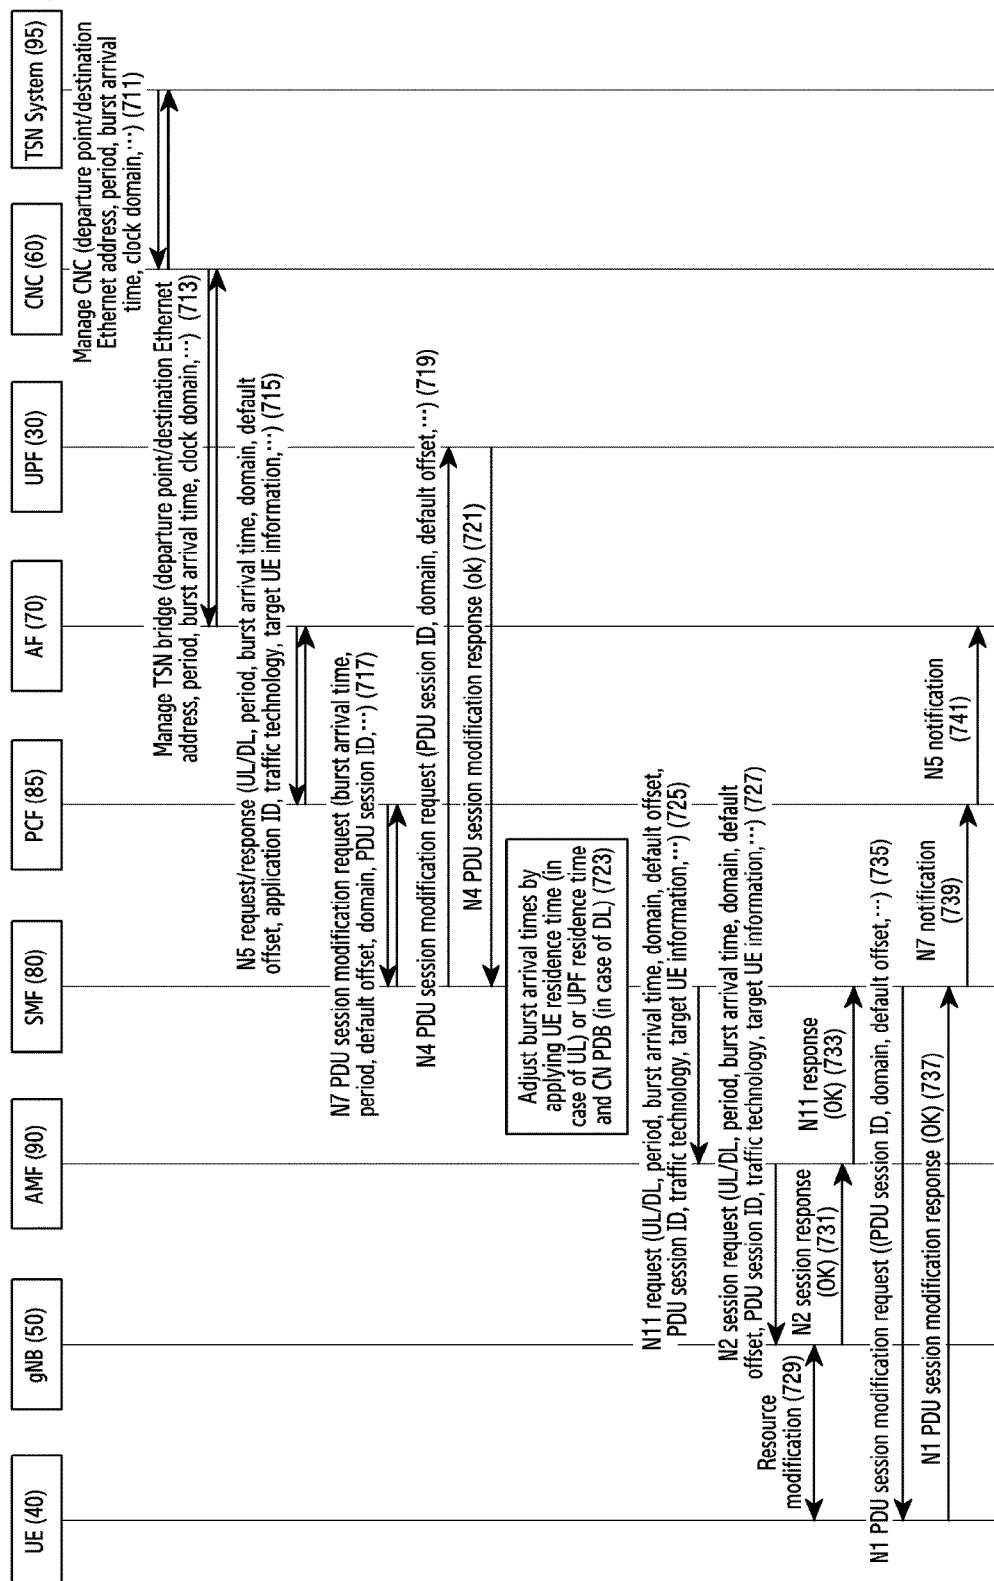 UE (40)
gNB (50)
AMF (90)
SMF (80)
PCF (85)
AF (70)
UPF (30)
CNC (60)
TSN System (95)
Manage CNC (departure point/destination
Ethernet address, period, burst arrival
time, clock domain,⋯) (711)
Manage TSN bridge (departure point/destination Ethernet
address, period, burst arrival time, clock domain,⋯) (713)
N5 request/response (UL/DL, period, burst arrival time, domain, default
offset, application ID, traffic technology, target UE information,⋯) (715)
N7 PDU session modification request (burst arrival time,
period, default offset, domain, PDU session ID,⋯) (717)
N4 PDU session modification request (PDU session ID, domain, default offset,⋯) (719)
N4 PDU session modification response (ok) (721)
Adjust burst arrival times by
applying UE residence time (in
case of UL) or UPF residence time
and CN PDB (in case of DL) (723)
N11 request (UL/DL, period, burst arrival time, domain, default offset,
PDU session ID, traffic technology, target UE information,⋯) (725)
N2 session request (UL/DL, period, burst arrival time, domain, default
offset, PDU session ID, traffic technology, target UE information,⋯) (727)
Resource
modification (729)
N2 session response
(OK) (731)
N11 response
(OK) (733)
N1 PDU session modification request ((PDU session ID, domain, default offset,⋯) (735)
N1 PDU session modification response (OK) (737)
N7 notification
(739)
N5 notification
(741)